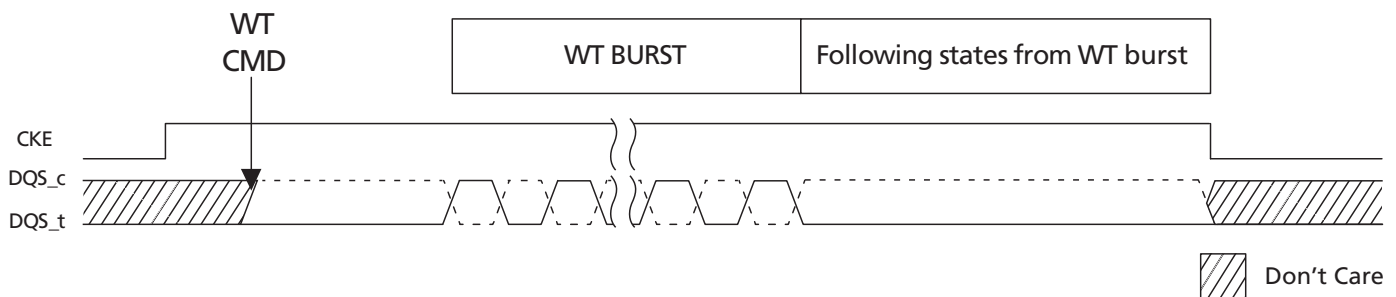 WT
CMD
WT BURST
Following states from WT burst
CKE
DQS_c
DQS_t
Don't Care